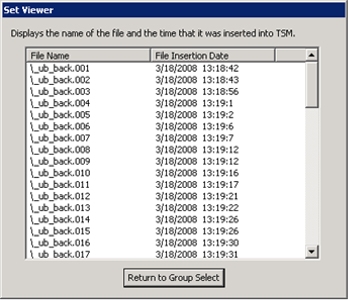 Set Viewer
Displays the name of the file and the time that it was inserted into TSM.
File Name File Insertion Date
\_ub_back.001 3/18/2008 13:18:42
\_ub_back.002 3/18/2008 13:18:43
\_ub_back.003 3/18/2008 13:18:56
\_ub_back.004 3/18/2008 13:19:1
\_ub_back.005 3/18/2008 13:19:2
\_ub_back.006 3/18/2008 13:19:6
\_ub_back.007 3/18/2008 13:19:7
\_ub_back.008 3/18/2008 13:19:12
\_ub_back.009 3/18/2008 13:19:12
\_ub_back.010 3/18/2008 13:19:16
\_ub_back.011 3/18/2008 13:19:17
\_ub_back.012 3/18/2008 13:19:21
\_ub_back.013 3/18/2008 13:19:22
\_ub_back.014 3/18/2008 13:19:26
\_ub_back.015 3/18/2008 13:19:26
\_ub_back.016 3/18/2008 13:19:30
\_ub_back.017 3/18/2008 13:19:31
Return to Group Select